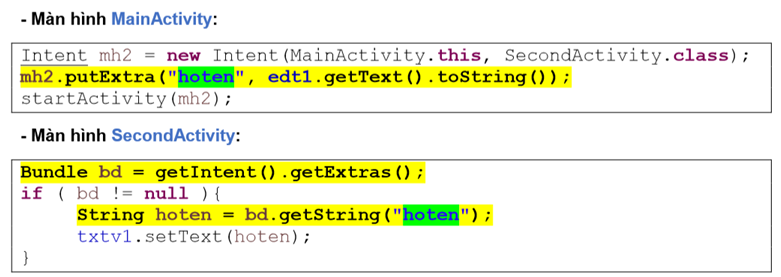 - Màn hình MainActivity:
Intent mh2 = new Intent(MainActivity.this, SecondActivity.class);
mh2.putExtra("hoten", edt1.getText().toString());
startActivity(mh2);
- Màn hình SecondActivity:
Bundle bd = getIntent().getExtras();
if ( bd != null ){
String hoten = bd.getString("hoten");
txtv1.setText(hoten);
}